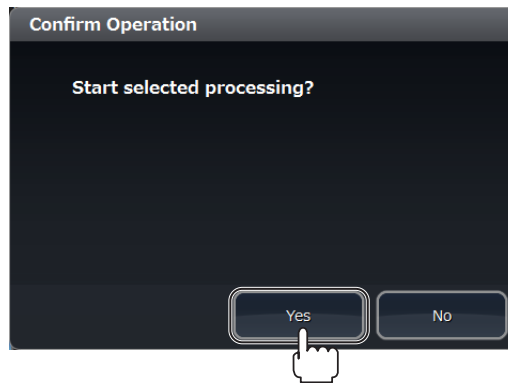 Confirm Operation
Start selected processing?
Yes
No